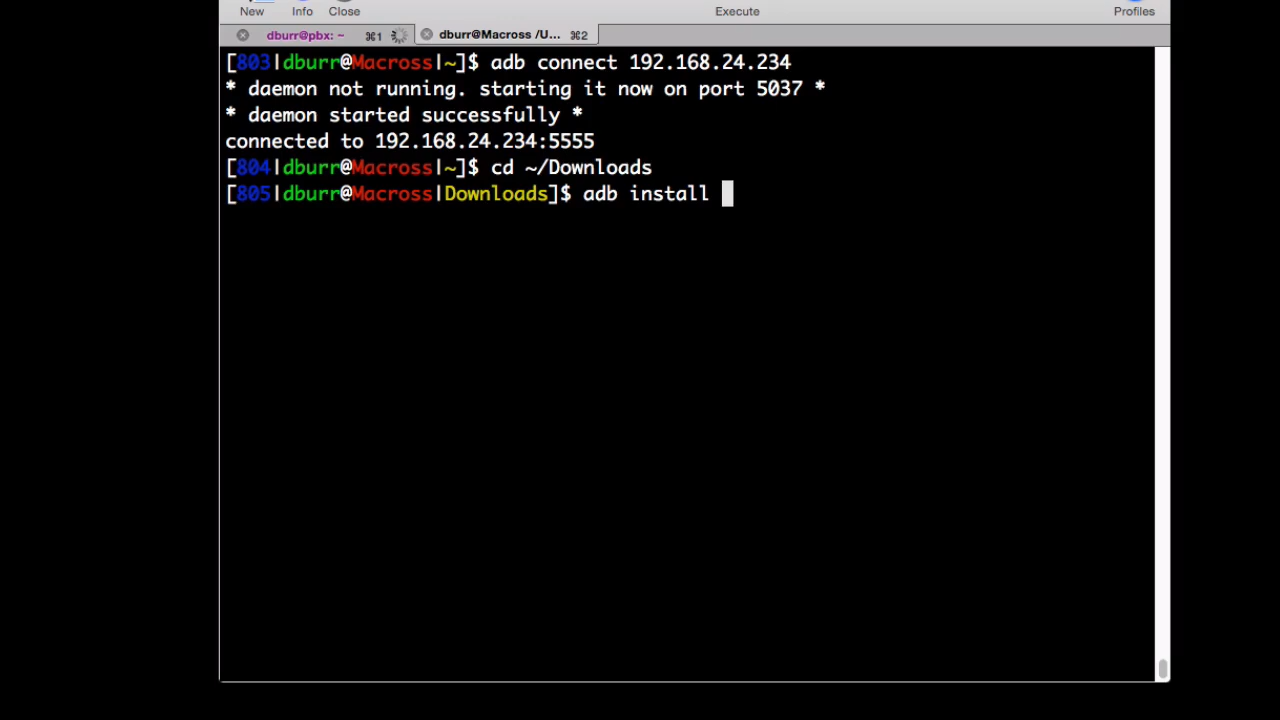 New Info Close Execute Profiles
dburr@pbx: ~ ⌘1 dburr@Macross /U... ⌘2
[803|dburr@Macross|~]$ adb connect 192.168.24.234
* daemon not running. starting it now on port 5037 *
* daemon started successfully *
connected to 192.168.24.234:5555
[804|dburr@Macross|~]$ cd ~/Downloads
[805|dburr@Macross|Downloads]$ adb install